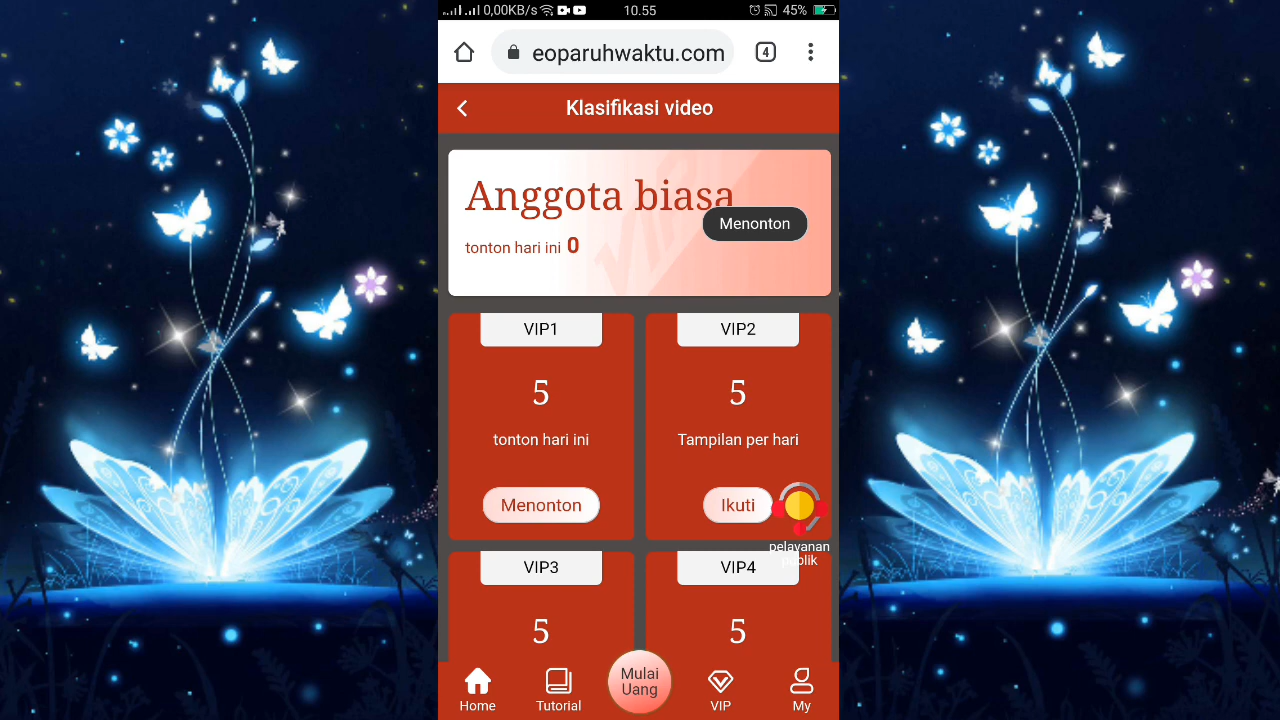 0,00KB/s 10.55 45%
eoparuhwaktu.com 4
Klasifikasi video
Anggota biasa
Menonton
tonton hari ini 0
VIP1 VIP2
5 5
tonton hari ini Tampilan per hari
Menonton Ikuti
pelayanan
publik
VIP3 VIP4
5 5
Mulai
Uang
Home Tutorial VIP My